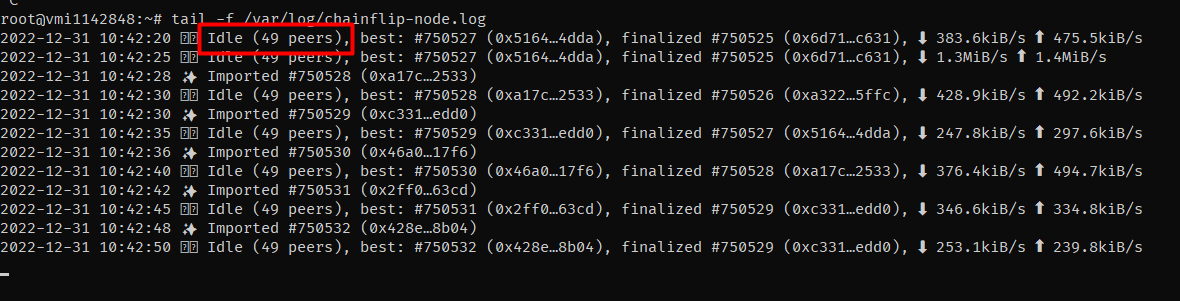 C
root@vmi1142848:~# tail -f /var/log/chainflip-node.log
2022-12-31 10:42:20 Idle (49 peers), best: #750527 (0x5164…4dda), finalized #750525 (0x6d71…c631), ⬇ 383.6kiB/s ⬆ 475.5kiB/s
2022-12-31 10:42:25 Idle (49 peers), best: #750527 (0x5164…4dda), finalized #750525 (0x6d71…c631), ⬇ 1.3MiB/s ⬆ 1.4MiB/s
2022-12-31 10:42:28 ✨ Imported #750528 (0xa17c…2533)
2022-12-31 10:42:30 Idle (49 peers), best: #750528 (0xa17c…2533), finalized #750526 (0xa322…5ffc), ⬇ 428.9kiB/s ⬆ 492.2kiB/s
2022-12-31 10:42:30 ✨ Imported #750529 (0xc331…edd0)
2022-12-31 10:42:35 Idle (49 peers), best: #750529 (0xc331…edd0), finalized #750527 (0x5164…4dda), ⬇ 247.8kiB/s ⬆ 297.6kiB/s
2022-12-31 10:42:36 ✨ Imported #750530 (0x46a0…17f6)
2022-12-31 10:42:40 Idle (49 peers), best: #750530 (0x46a0…17f6), finalized #750528 (0xa17c…2533), ⬇ 376.4kiB/s ⬆ 494.7kiB/s
2022-12-31 10:42:42 ✨ Imported #750531 (0x2ff0…63cd)
2022-12-31 10:42:45 Idle (49 peers), best: #750531 (0x2ff0…63cd), finalized #750529 (0xc331…edd0), ⬇ 346.6kiB/s ⬆ 334.8kiB/s
2022-12-31 10:42:48 ✨ Imported #750532 (0x428e…8b04)
2022-12-31 10:42:50 Idle (49 peers), best: #750532 (0x428e…8b04), finalized #750529 (0xc331…edd0), ⬇ 253.1kiB/s ⬆ 239.8kiB/s